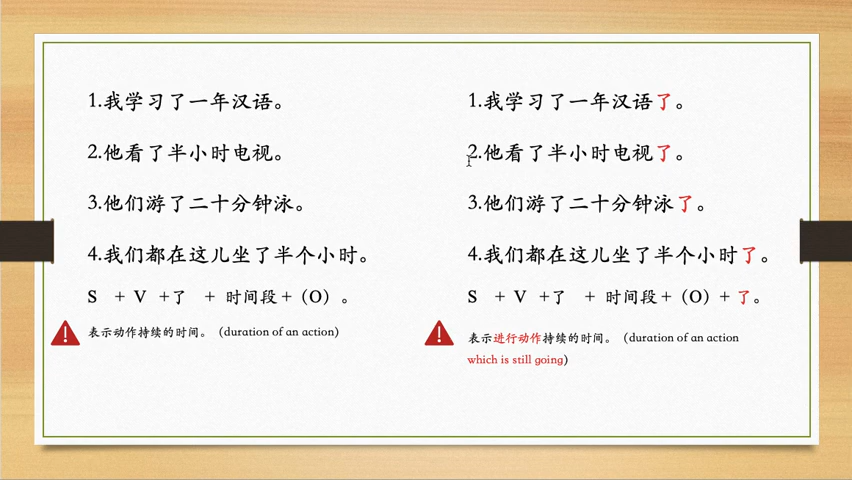 1.我学习了一年汉语。
2.他看了半小时电视。
3.他们游了二十分钟泳。
4.我们都在这儿坐了半个小时。
S + V +了 + 时间段+（O）。
表示动作持续的时间。（duration of an action)
1.我学习了一年汉语了。
2.他看了半小时电视了。
3.他们游了二十分钟泳了。
4.我们都在这儿坐了半个小时了。
S + V +了 + 时间段+（O）+ 了。
表示进行动作持续的时间。（duration of an action
which is still going)